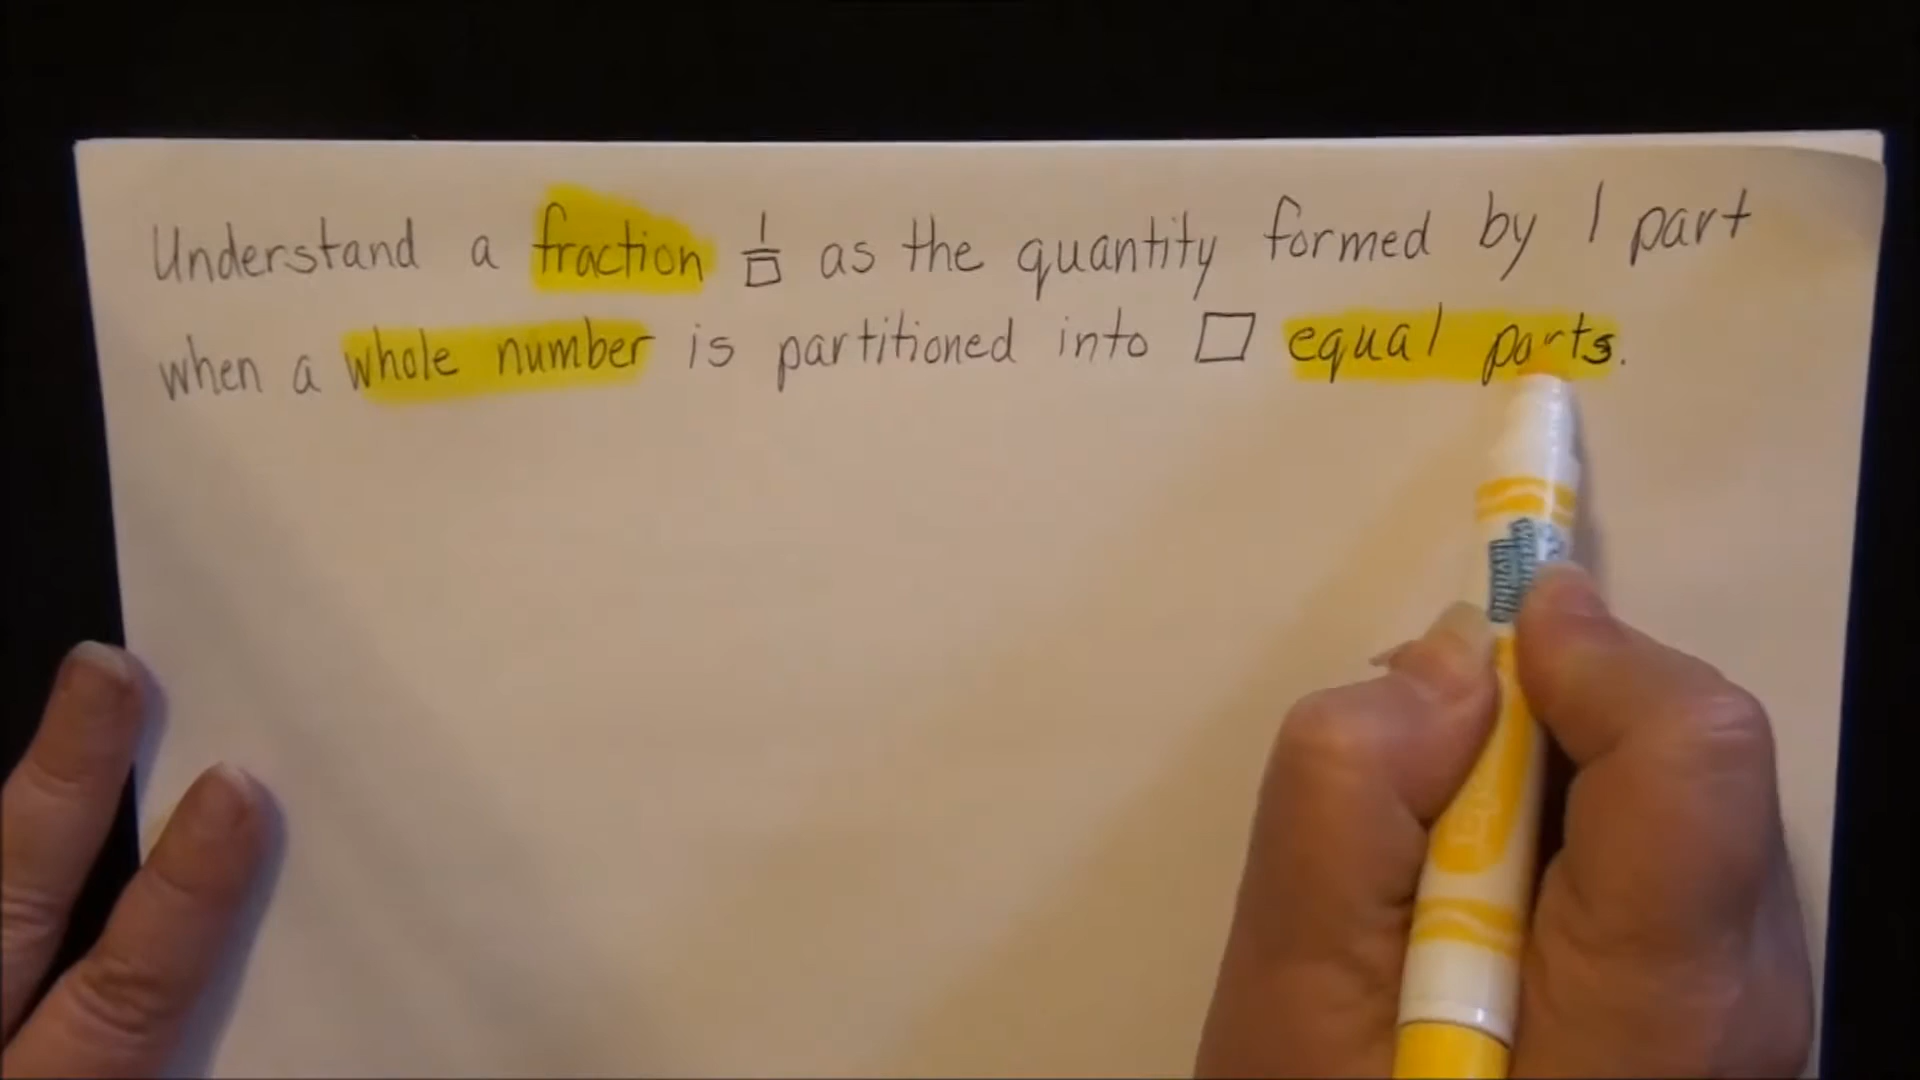 Understand a fraction 1/□ as the quantity formed by 1 part
when a whole number is partitioned into □ equal parts.